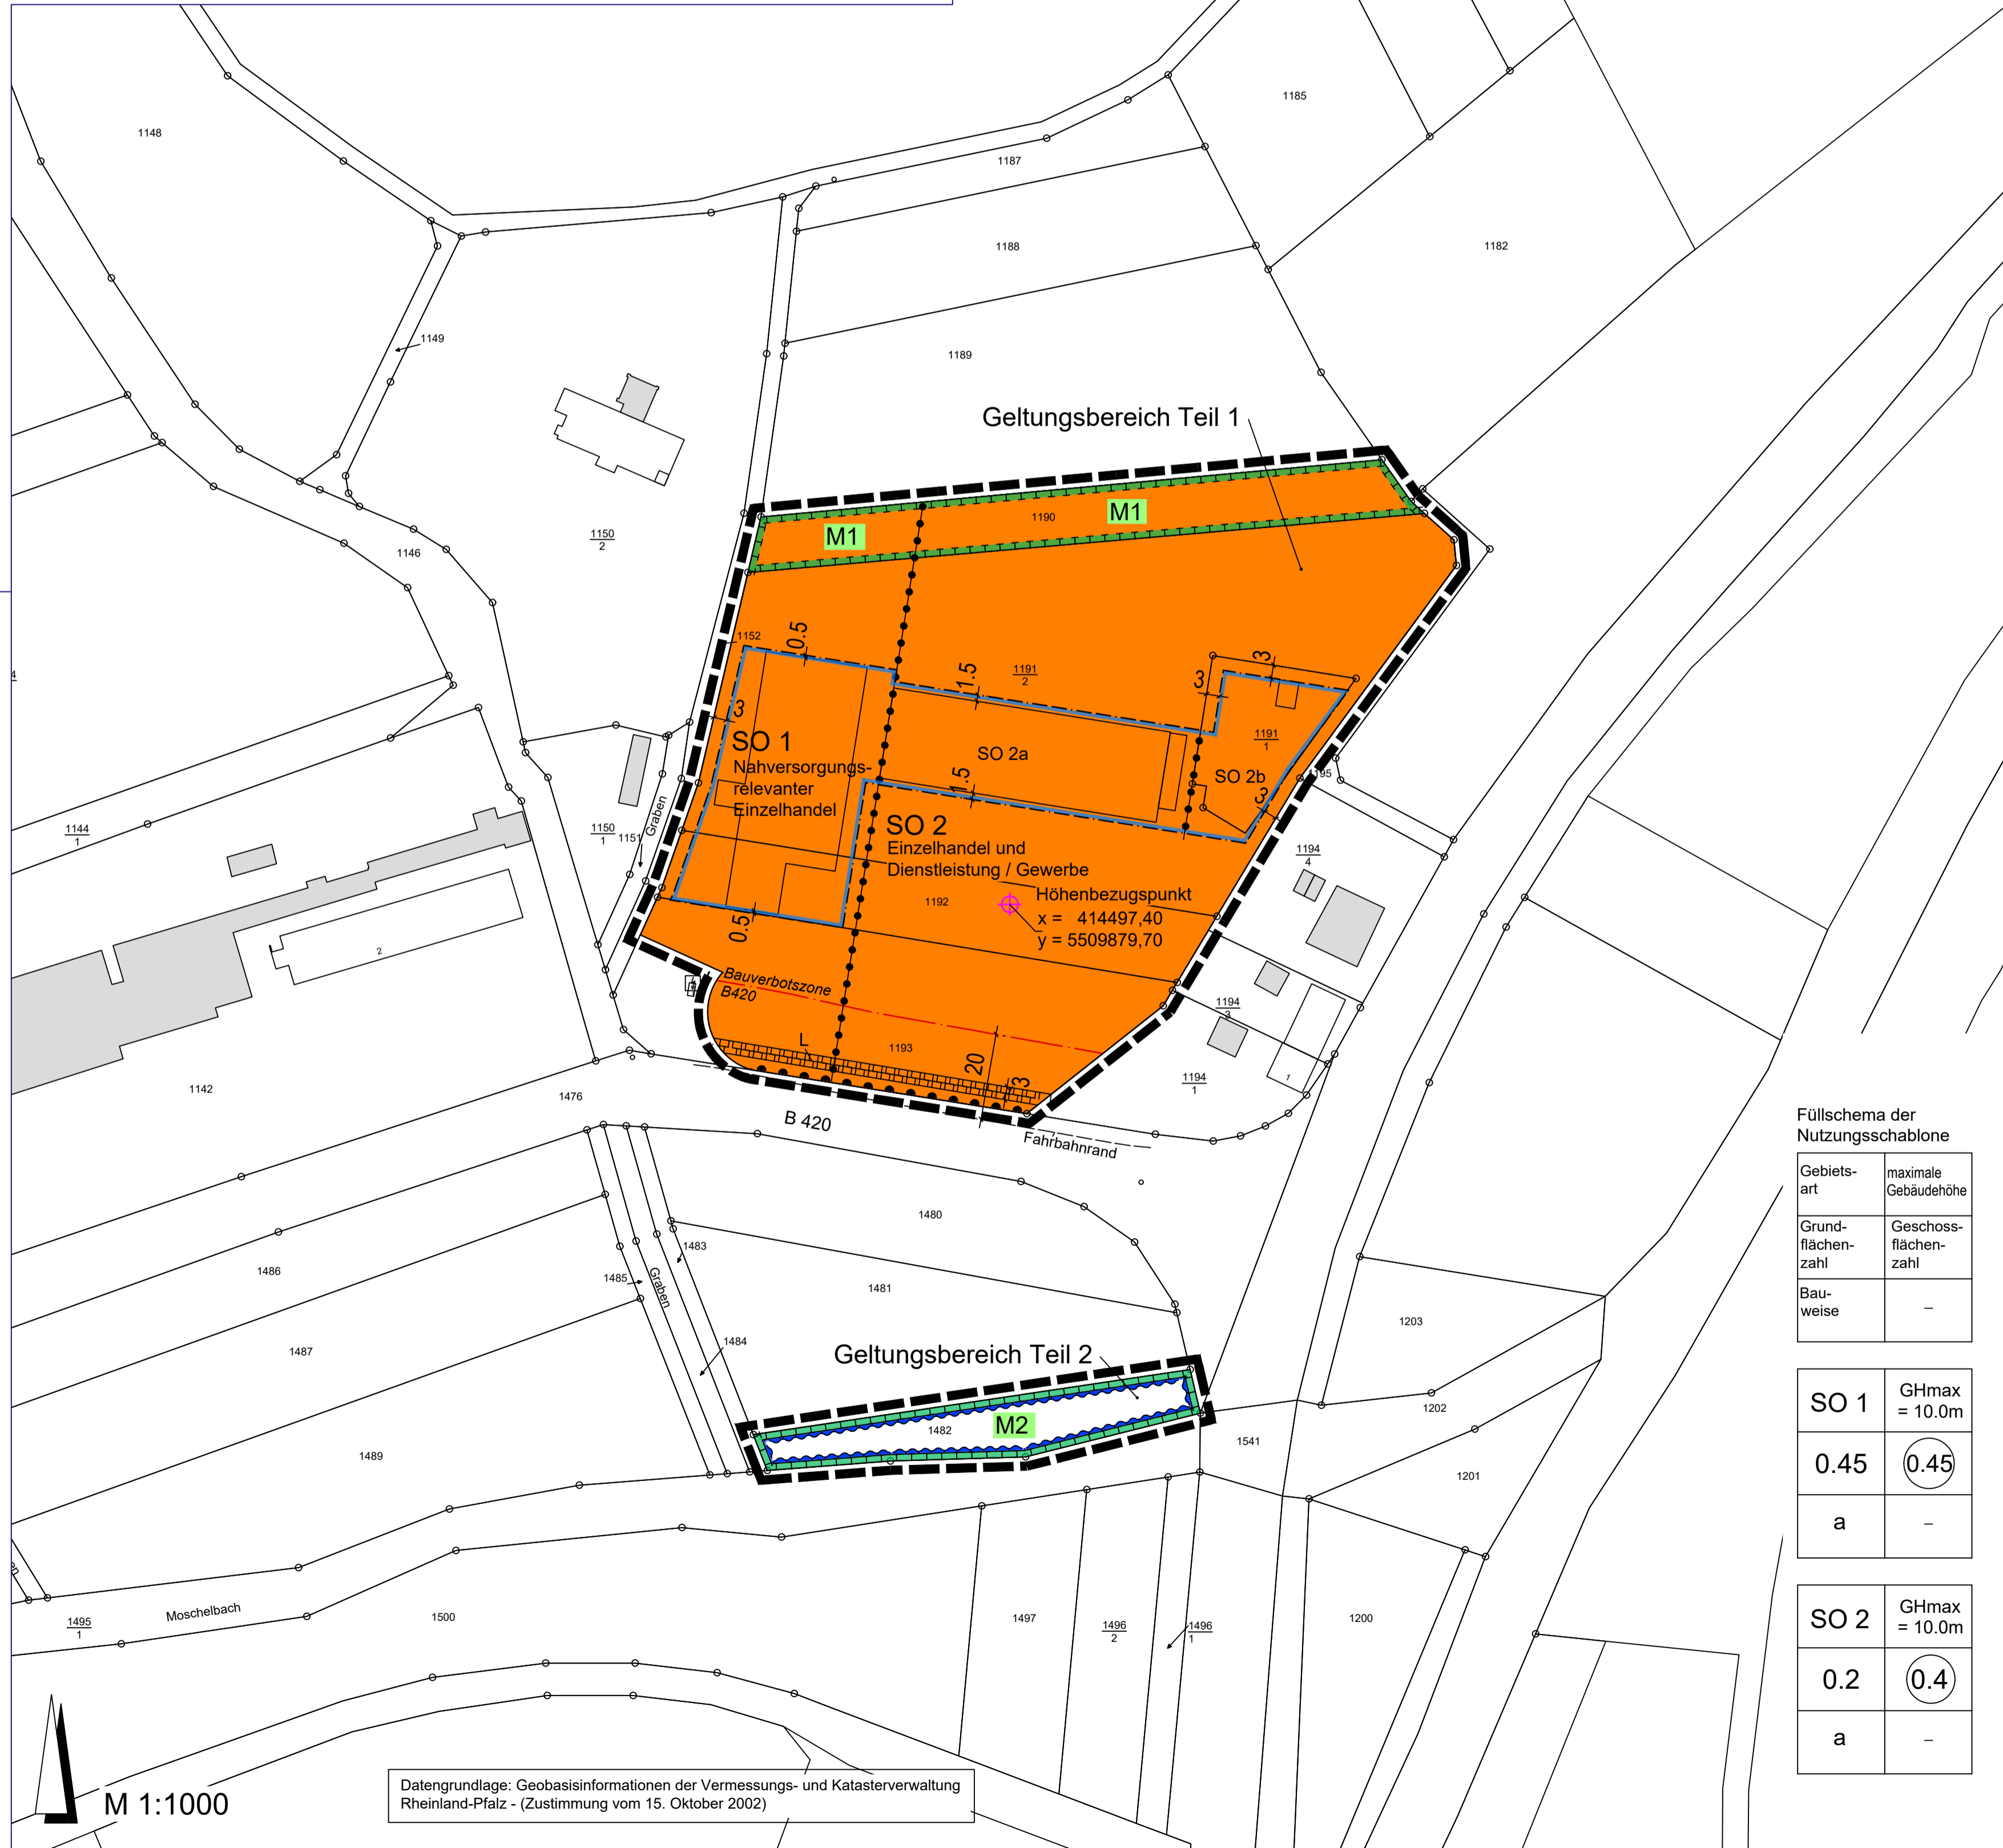 1148
1185
1187
1188
1182
1149
1189
Geltungsbereich Teil 1
M1
1190
M1
1150
2
1146
1152
0.5
1.5
1191
2
3
3
3
SO 1
Nahversorgungs-
relevanter
Einzelhandel
SO 2a
1191
1
SO 2b
1195
3
1.5
4
1144
1
1150
1
1151
Graben
SO 2
Einzelhandel und
Dienstleistung / Gewerbe
1194
4
Höhenbezugspunkt
x = 414497,40
y = 5509879,70
1192
0.5
2
Bauverbotszone
B420
1194
3
L
1193
20
3
1194
1
1
1142
1476
B 420
Fahrbahnrand
Füllschema der
Nutzungsschablone
Gebiets-
art
maximale
Gebäudehöhe
Grund-
flächen-
zahl
Geschoss-
flächen-
zahl
Bau-
weise
–
1480
1483
1486
1485
Graben
1481
1484
1487
1203
Geltungsbereich Teil 2
M2
1482
1202
1541
1489
1201
SO 1
GHmax
= 10.0m
0.45
0.45
a
–
1495
1
Moschelbach
1500
1497
1496
2
1496
1
1200
SO 2
GHmax
= 10.0m
0.2
0.4
a
–
M 1:1000
Datengrundlage: Geobasisinformationen der Vermessungs- und Katasterverwaltung
Rheinland-Pfalz - (Zustimmung vom 15. Oktober 2002)